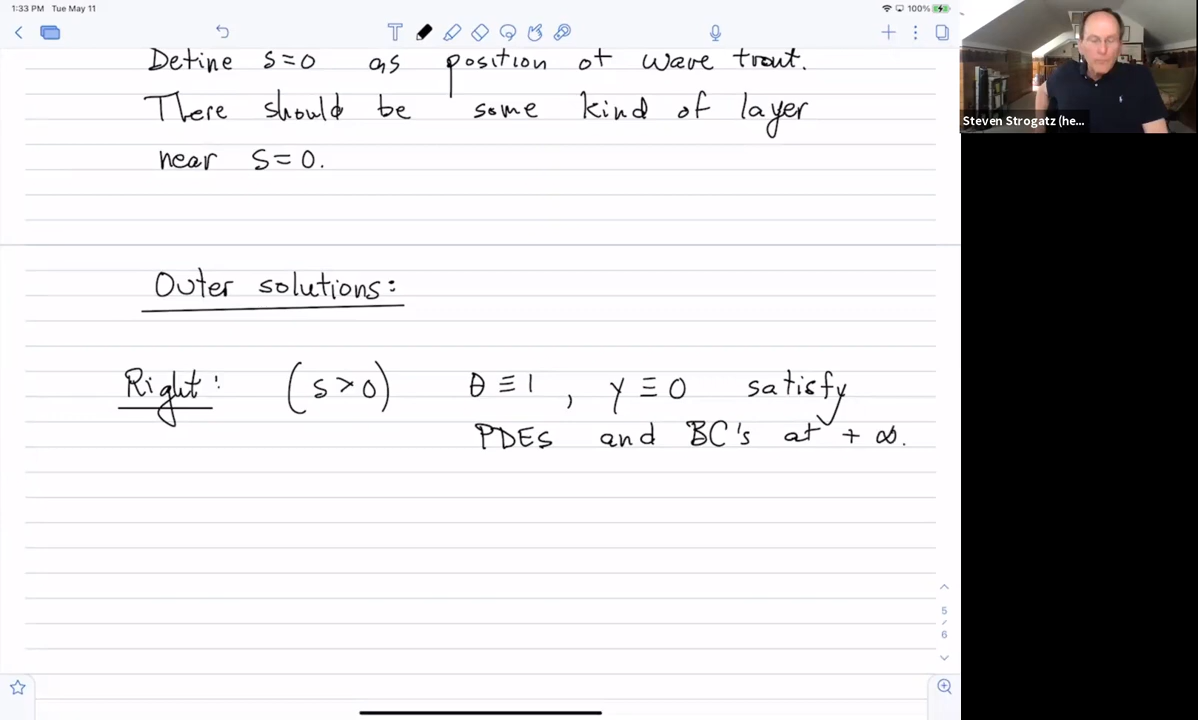 1:33 PM Tue May 11
100%
Define s=0 as position of wave front.
There should be some kind of layer
near s=0.
Steven Strogatz (he...
Outer solutions:
Right: (s>0) θ≡1, y≡0 satisfy
PDEs and BC's at +∞.
5
/
6